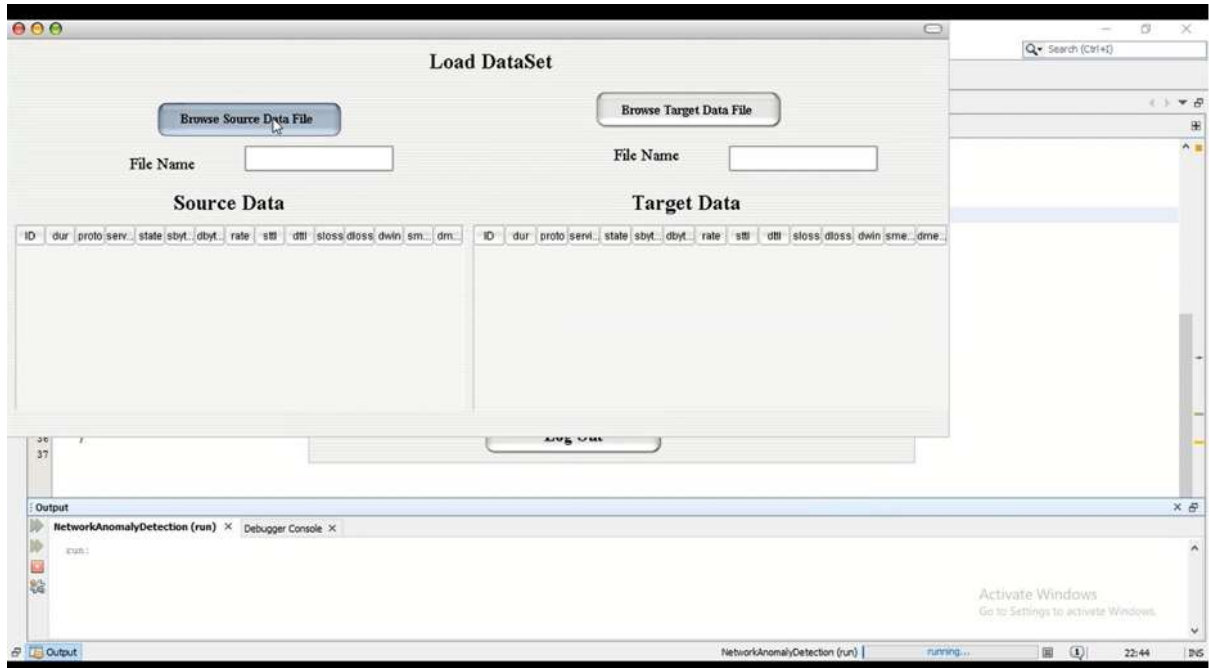 Search (Ctrl+I)
Load DataSet
Browse Source Data File
Browse Target Data File
File Name
File Name
Source Data
Target Data
ID dur proto serv... state sbyt... dbyt... rate sttl dttl sloss dloss dwin sm... dm...
ID dur proto servi... state sbyt... dbyt... rate sttl dttl sloss dloss dwin sme... dme...
Log Out
36 }
37
Output
NetworkAnomalyDetection (run) × Debugger Console ×
run:
Activate Windows
Go to Settings to activate Windows.
Output
NetworkAnomalyDetection (run)
running...
22:44
INS